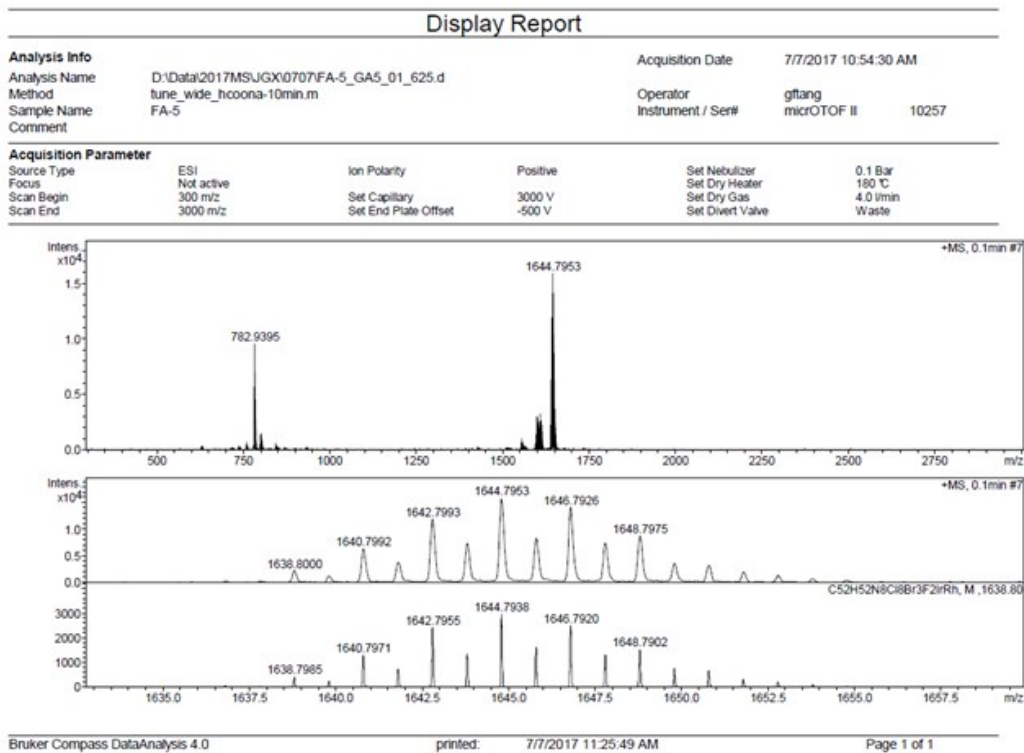 Display Report
Analysis Info
Acquisition Date 7/7/2017 10:54:30 AM
Analysis Name D:\Data\2017MS\JGX\0707\FA-5_GA5_01_625.d
Method tune_wide_hcoona-10min.m
Operator gftang
Sample Name FA-5
Instrument / Ser# micrOTOF II 10257
Comment
Acquisition Parameter
Source Type ESI Ion Polarity Positive Set Nebulizer 0.1 Bar
Focus Not active Set Dry Heater 180 °C
Scan Begin 300 m/z Set Capillary 3000 V Set Dry Gas 4.0 l/min
Scan End 3000 m/z Set End Plate Offset -500 V Set Divert Valve Waste
Intens. +MS, 0.1min #7
x10⁴
1644.7953
1.5
782.9395
1.0
0.5
0.0
500 750 1000 1250 1500 1750 2000 2250 2500 2750 m/z
Intens. +MS, 0.1min #7
x10⁴
1644.7953
1646.7926
1642.7993
1648.7975
1640.7992
1.0
0.5
1638.8000
0.0
C52H52N8Cl8Br3F2IrRh, M ,1638.80
1644.7938
1646.7920
1642.7955
3000
1648.7902
1640.7971
2000
1638.7985
1000
0
1635.0 1637.5 1640.0 1642.5 1645.0 1647.5 1650.0 1652.5 1655.0 1657.5 m/z
Bruker Compass DataAnalysis 4.0 printed: 7/7/2017 11:25:49 AM Page 1 of 1